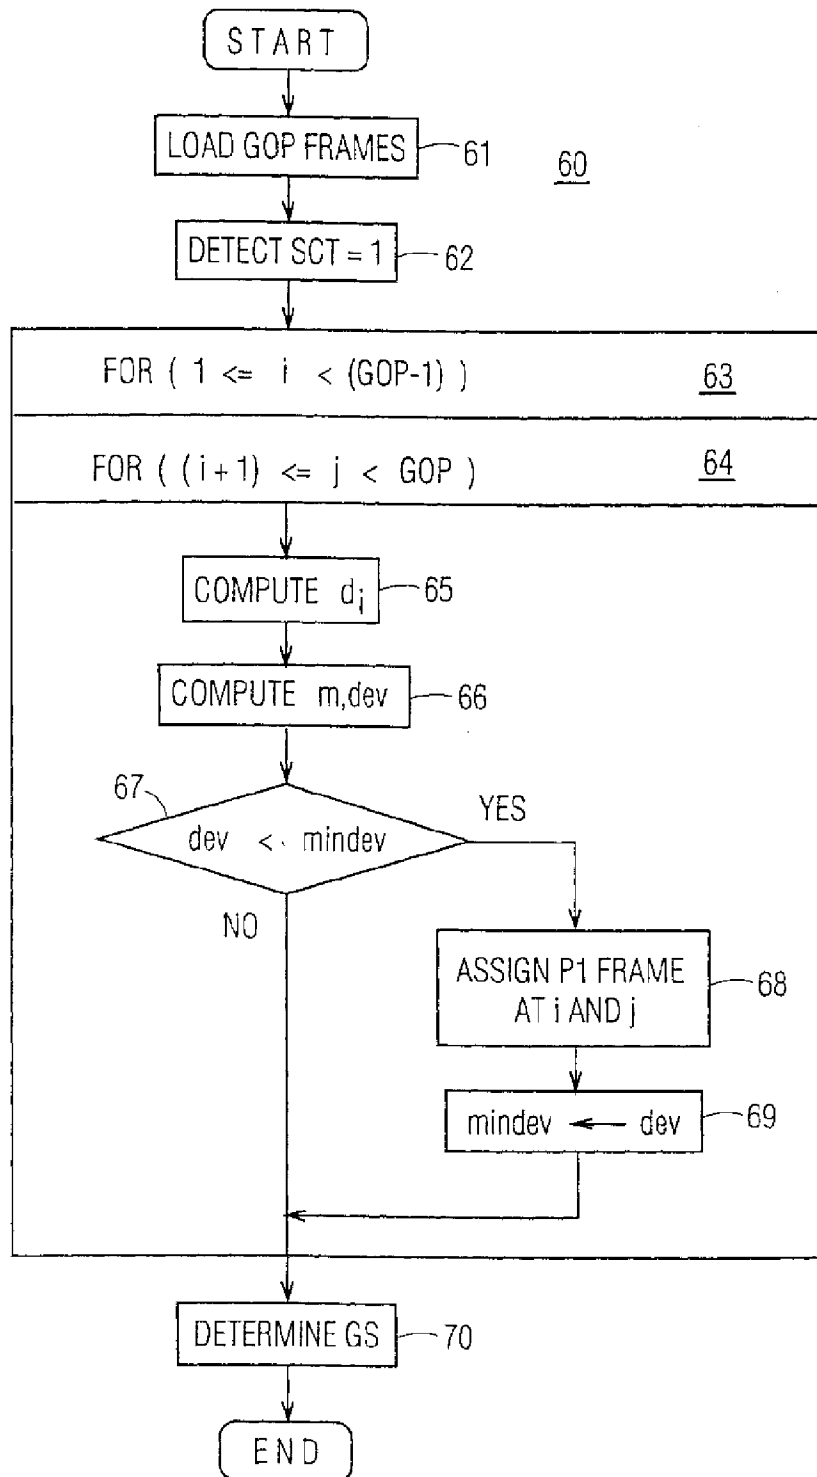 START
LOAD GOP FRAMES 61
60
DETECT SCT = 1 62
FOR ( 1 <= i < (GOP-1) ) 63
FOR ( (i+1) <= j < GOP ) 64
COMPUTE di 65
COMPUTE m,dev 66
67
dev < mindev
YES
NO
ASSIGN P1 FRAME
AT i AND j
68
mindev ← dev 69
DETERMINE GS 70
END